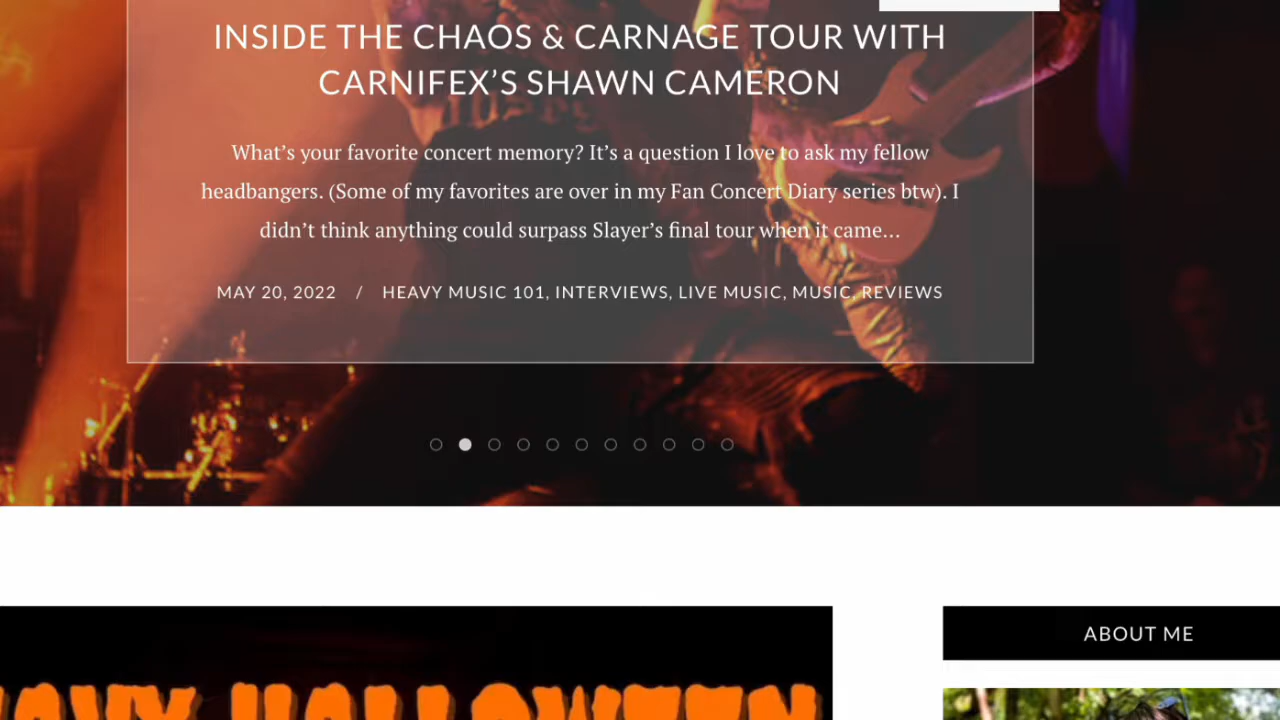 INSIDE THE CHAOS & CARNAGE TOUR WITH
CARNIFEX’S SHAWN CAMERON
What’s your favorite concert memory? It’s a question I love to ask my fellow
headbangers. (Some of my favorites are over in my Fan Concert Diary series btw). I
didn’t think anything could surpass Slayer’s final tour when it came…
MAY 20, 2022 / HEAVY MUSIC 101, INTERVIEWS, LIVE MUSIC, MUSIC, REVIEWS
ABOUT ME
HALLOWEEN